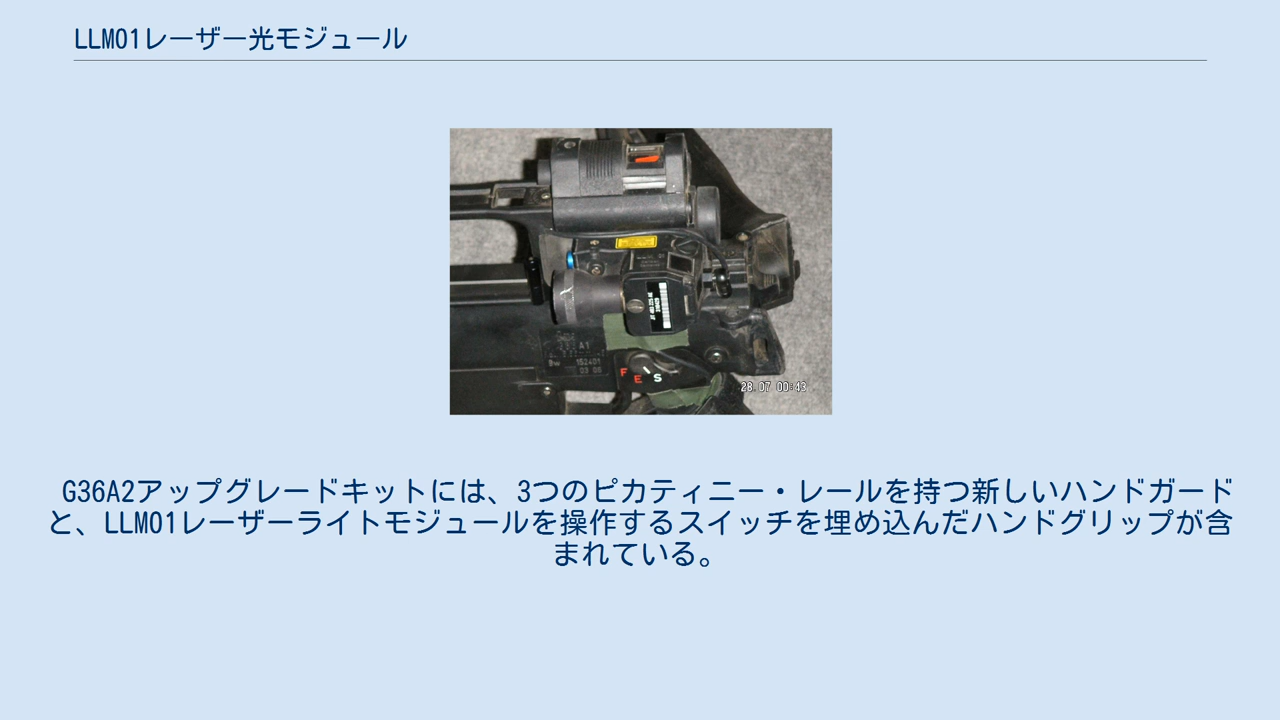 LLM01レーザー光モジュール
A1
152401
03 06
F
E
S
28.07 00:43
G36A2アップグレードキットには、3つのピカティニー・レールを持つ新しいハンドガード
と、LLM01レーザーライトモジュールを操作するスイッチを埋め込んだハンドグリップが含
まれている。